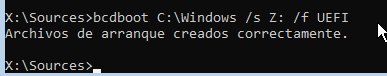 X:\Sources>bcdboot C:\Windows /s Z: /f UEFI
Archivos de arranque creados correctamente.
X:\Sources>